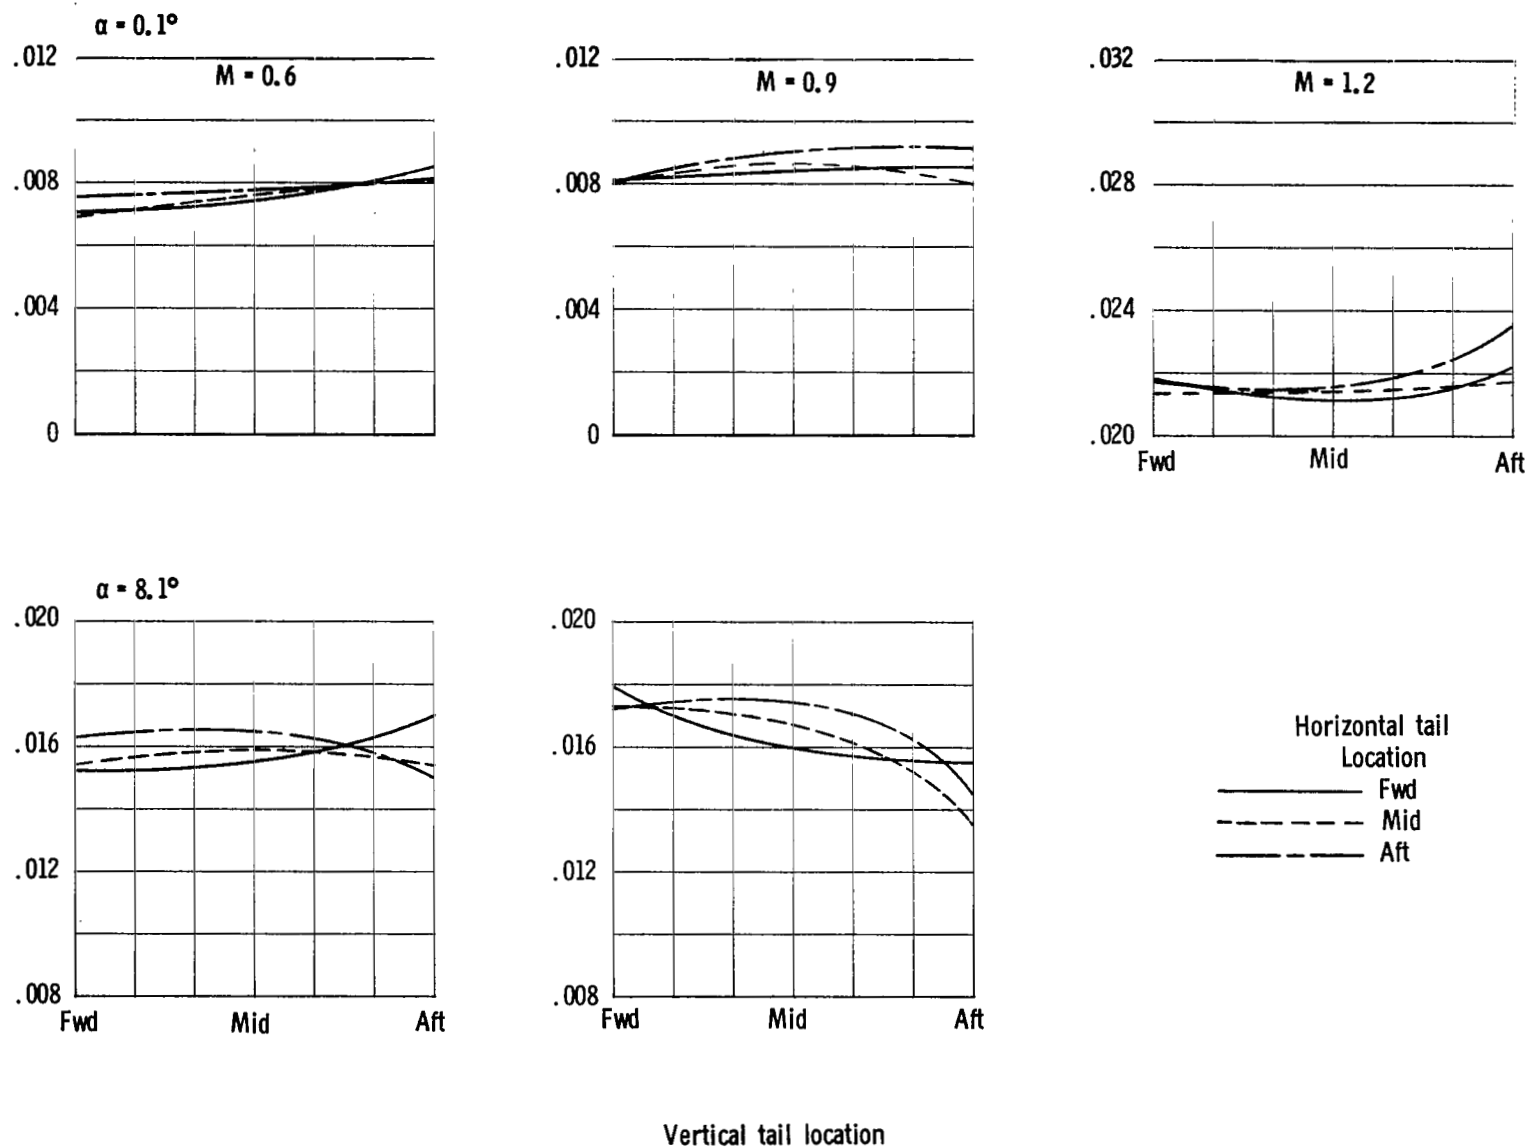 α = 0.1°
.012
.008
.004
0
M = 0.6
.012
.008
.004
0
M = 0.9
.032
.028
.024
.020
M = 1.2
Fwd Mid Aft
α = 8.1°
.020
.016
.012
.008
Fwd Mid Aft
.020
.016
.012
.008
Fwd Mid Aft
Horizontal tail
Location
Fwd
Mid
Aft
Vertical tail location